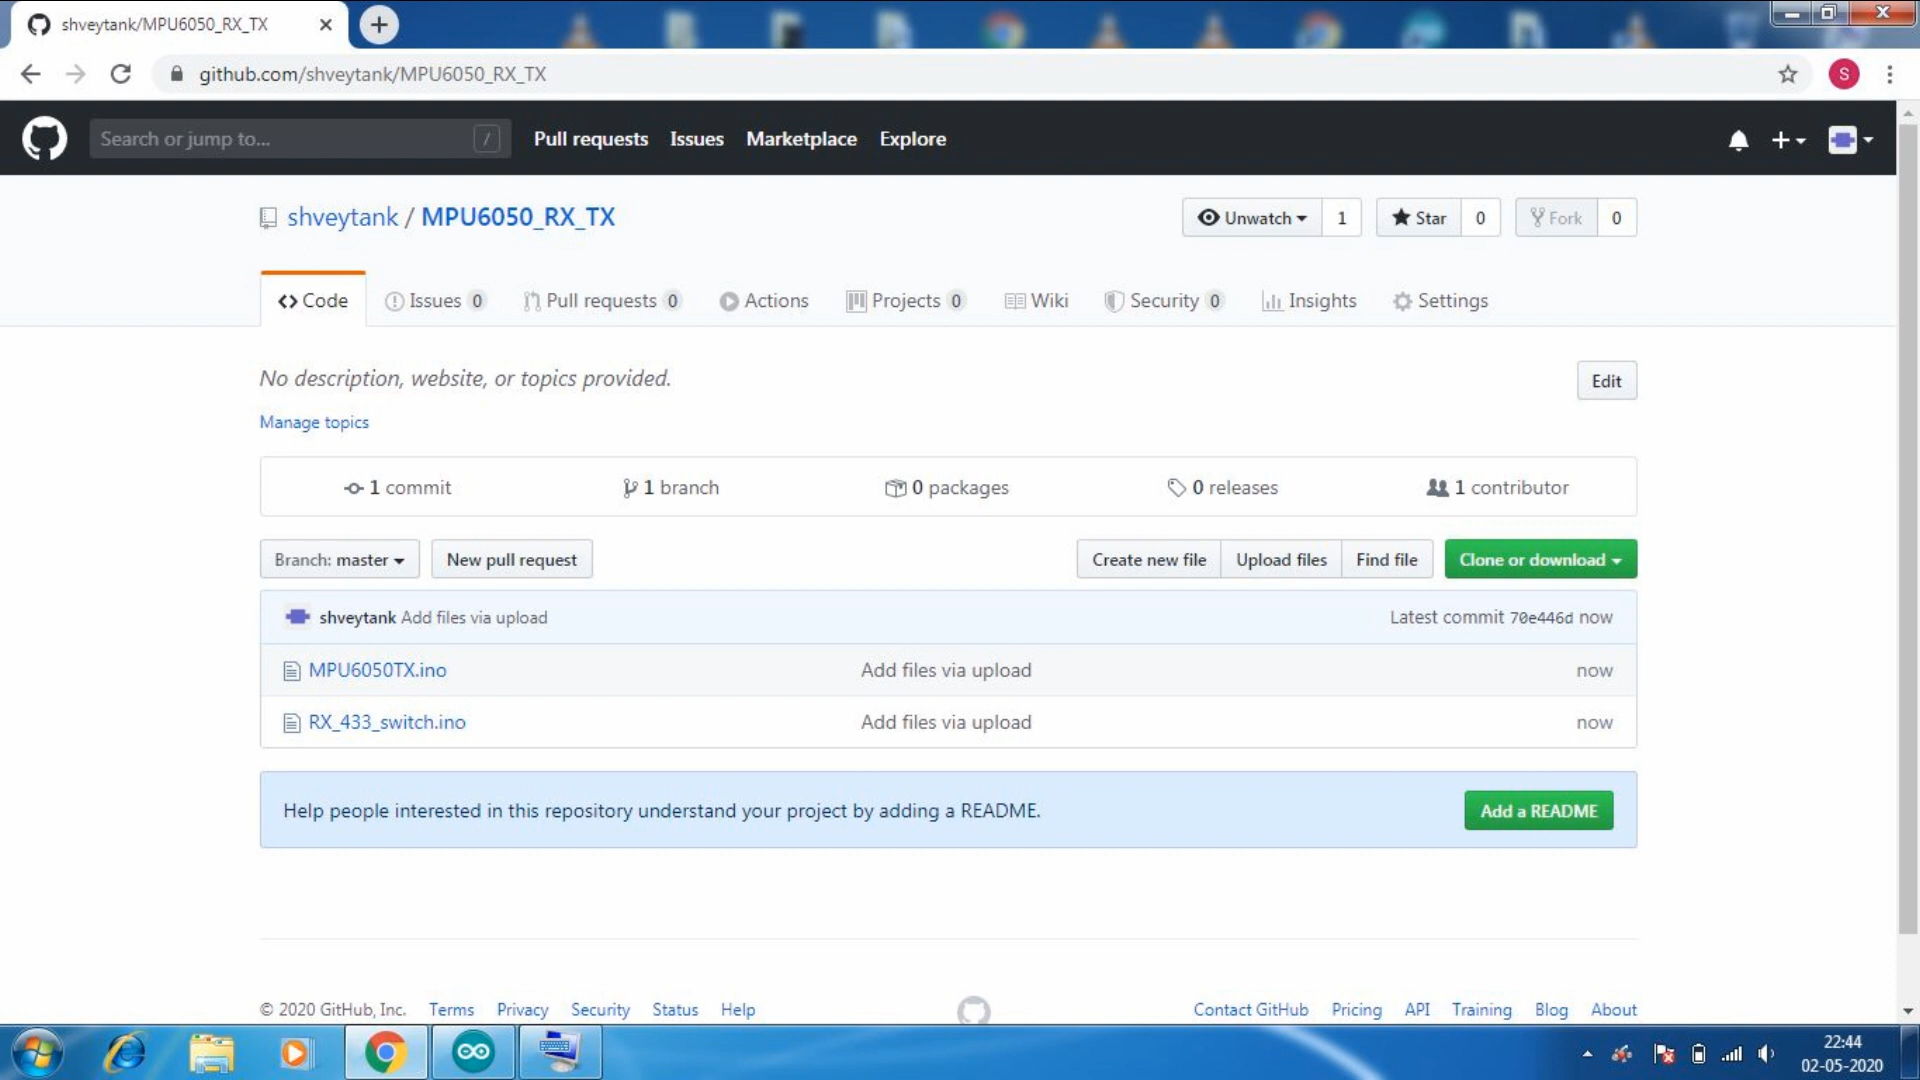 shveytank/MPU6050_RX_TX
github.com/shveytank/MPU6050_RX_TX
S
Search or jump to... / Pull requests Issues Marketplace Explore
shveytank / MPU6050_RX_TX Unwatch 1 Star 0 Fork 0
Code Issues 0 Pull requests 0 Actions Projects 0 Wiki Security 0 Insights Settings
No description, website, or topics provided. Edit
Manage topics
1 commit 1 branch 0 packages 0 releases 1 contributor
Branch: master New pull request Create new file Upload files Find file Clone or download
shveytank Add files via upload Latest commit 70e446d now
MPU6050TX.ino Add files via upload now
RX_433_switch.ino Add files via upload now
Help people interested in this repository understand your project by adding a README. Add a README
© 2020 GitHub, Inc. Terms Privacy Security Status Help Contact GitHub Pricing API Training Blog About
22:44
02-05-2020